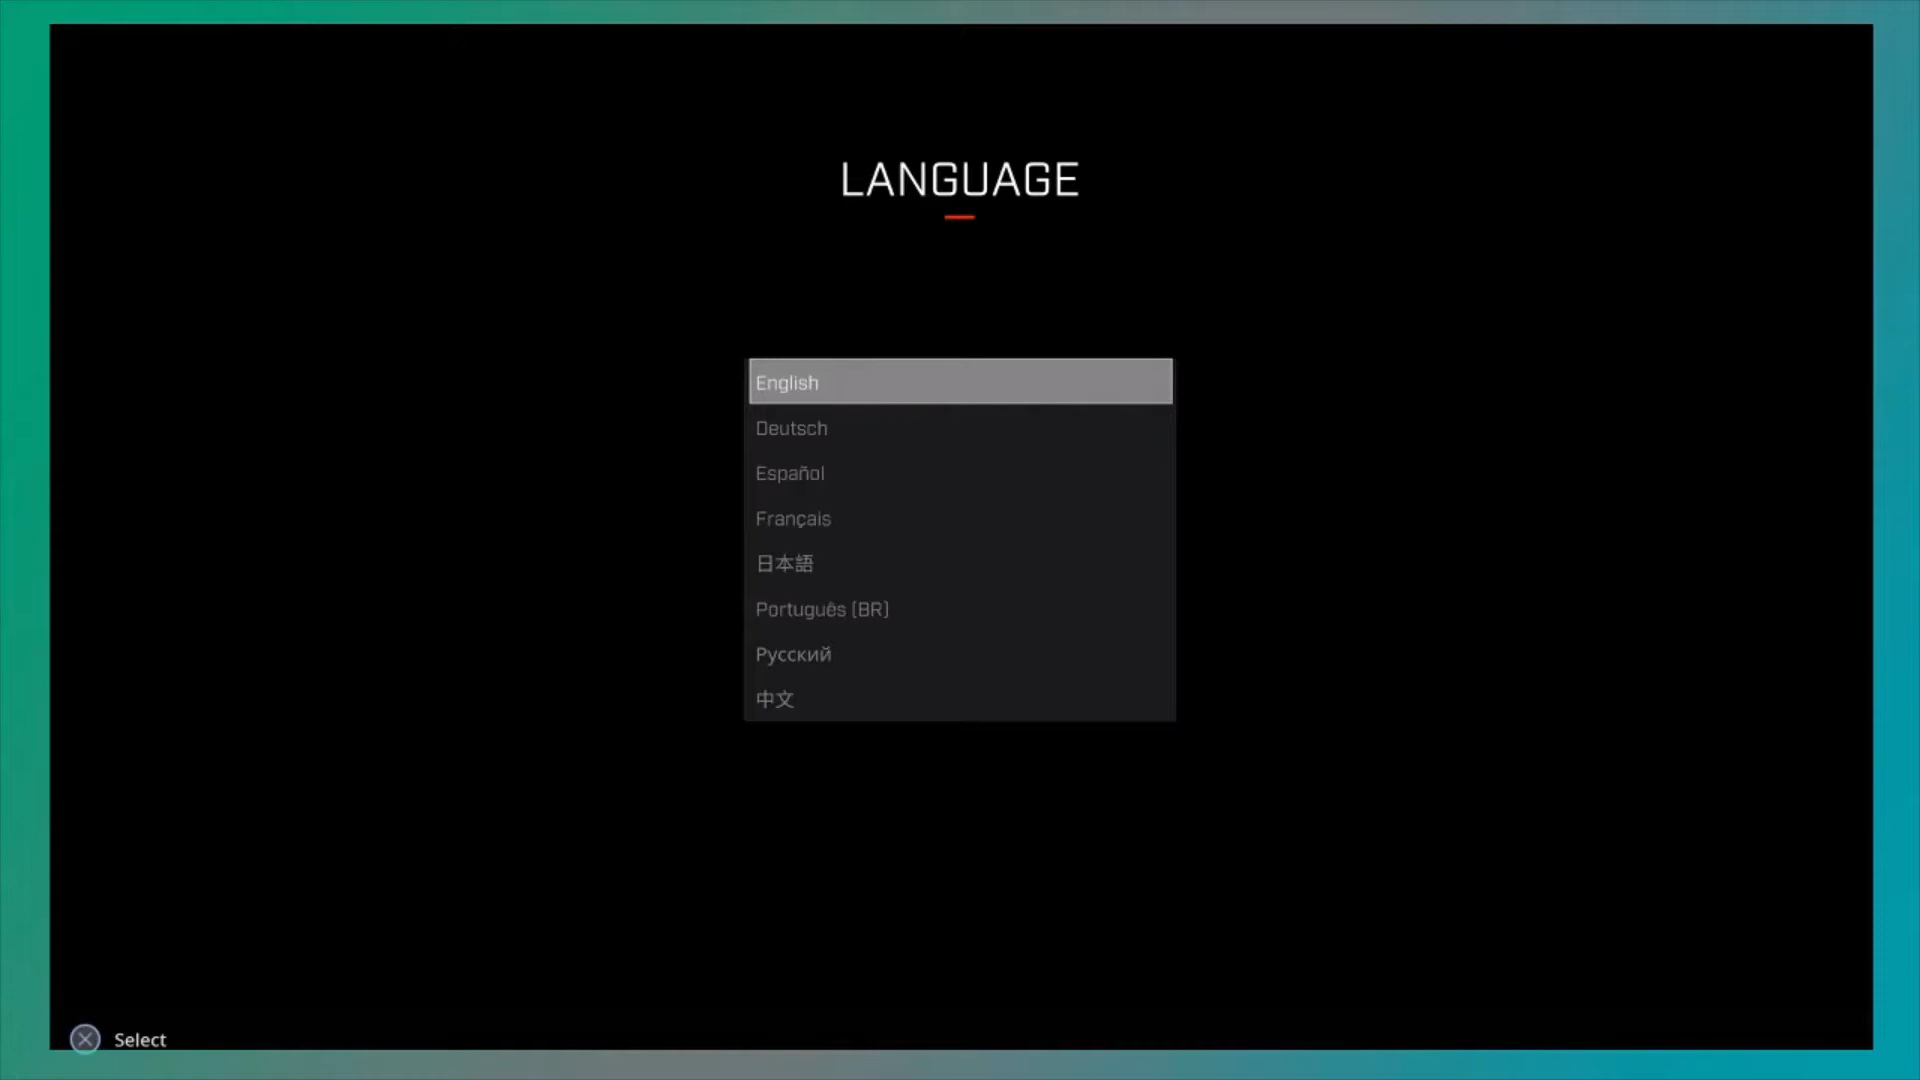 LANGUAGE
English
Deutsch
Español
Français
日本語
Português (BR)
Русский
中文
Select